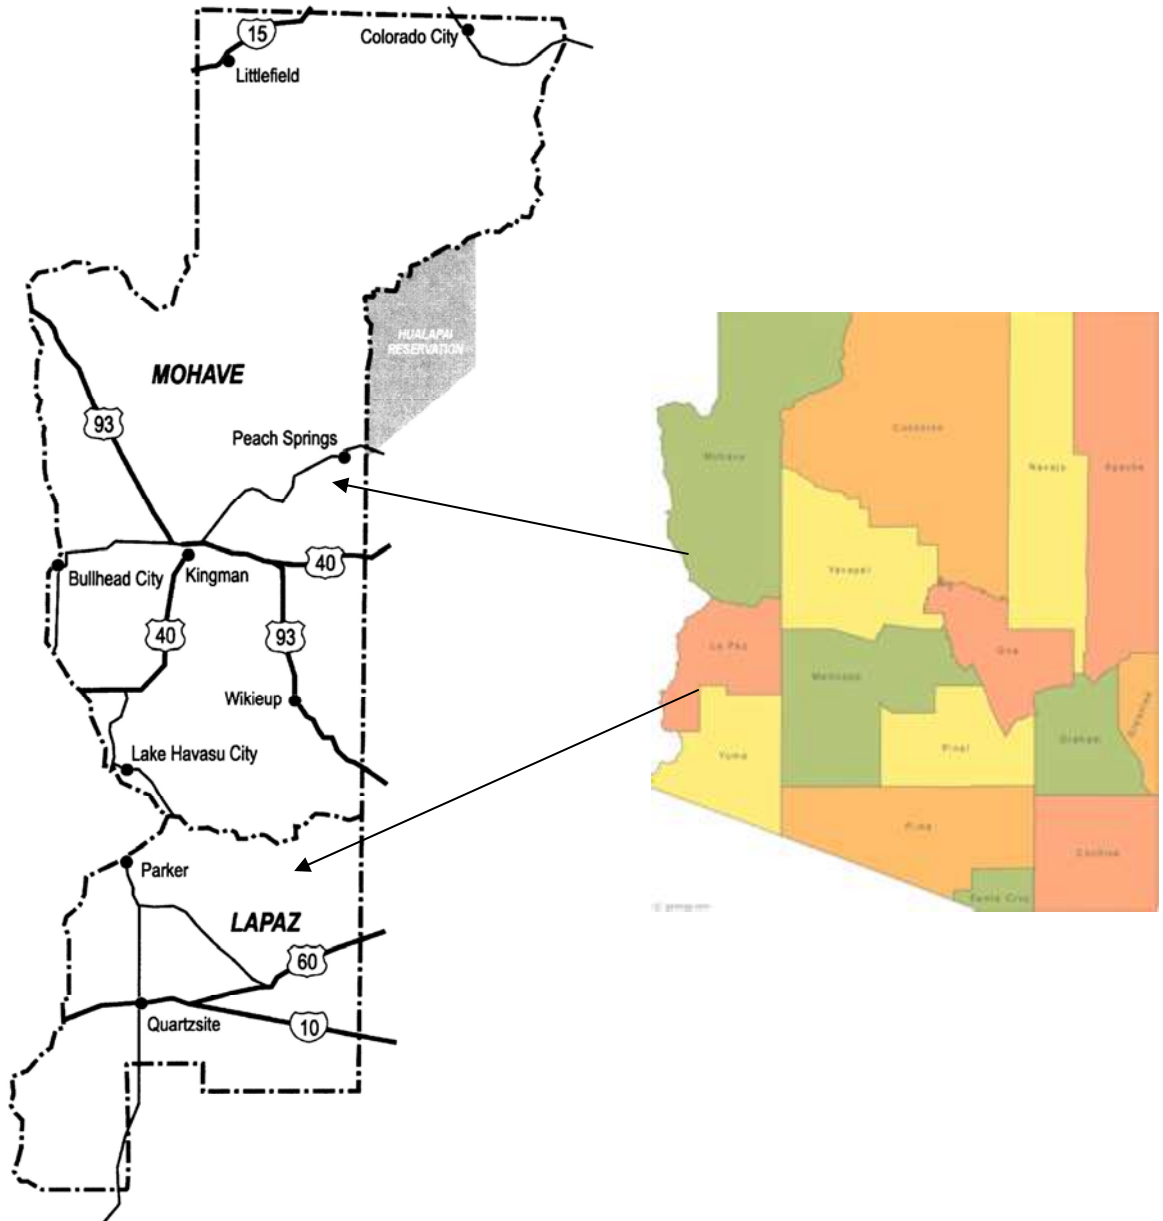 15
Colorado City
Littlefield
HUALAPAI
RESERVATION
MOHAVE
93
Peach Springs
40
Bullhead City
Kingman
40
93
Wikieup
Lake Havasu City
Parker
LAPAZ
60
Quartzsite
10
Coconino
Mohave
Navajo
Apache
Yavapai
La Paz
Gila
Maricopa
Greenlee
Yuma
Pinal
Graham
Pima
Cochise
Santa Cruz